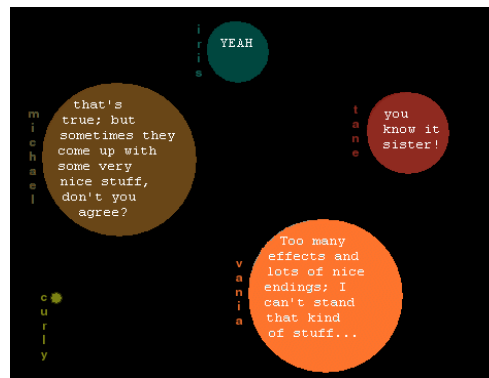 iris
YEAH
michael
that's
true; but
sometimes they
come up with
some very
nice stuff,
don't you
agree?
tane
you
know it
sister!
vania
Too many
effects and
lots of nice
endings; I
can't stand
that kind
of stuff...
curly